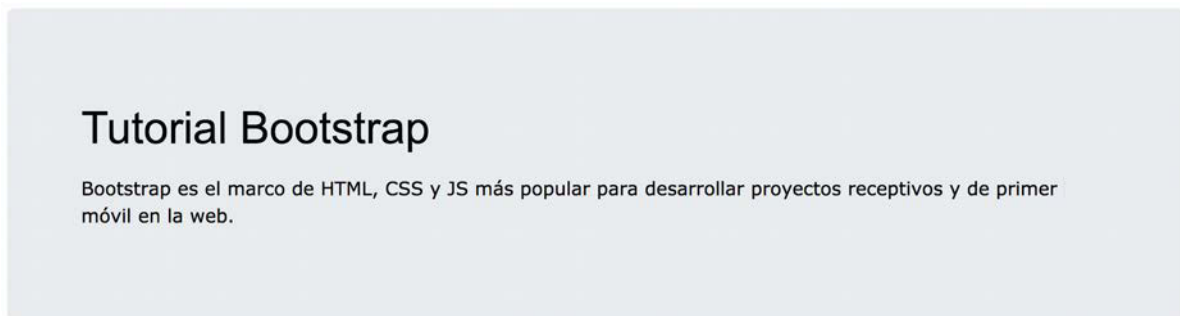 Tutorial Bootstrap
Bootstrap es el marco de HTML, CSS y JS más popular para desarrollar proyectos receptivos y de primer
móvil en la web.